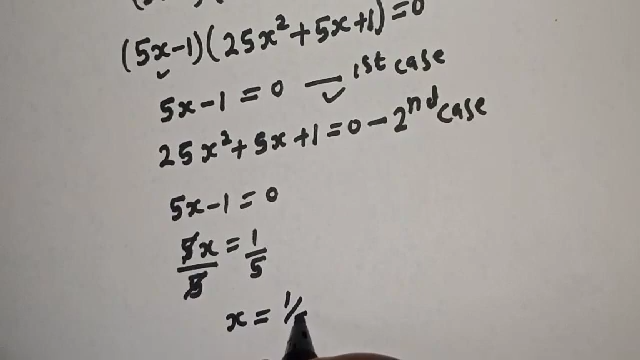 (5x-1)(25x²+5x+1)=0
5x-1=0 — 1st case
25x²+5x+1=0 - 2nd case
5x-1=0
5x/5 = 1/5
x = 1/